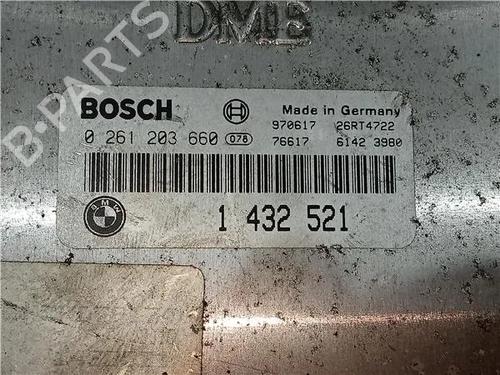 DME
BOSCH
Made in Germany
0 261 203 660 078
970617 26RT4722
76617 6142 3980
BMW
1 432 521
B-PARTS